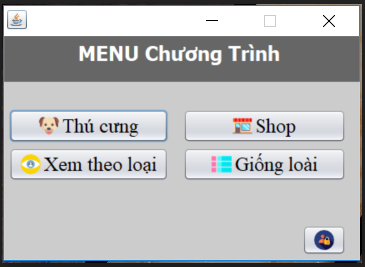 MENU Chương Trình
Thú cưng
Shop
Xem theo loại
Giống loài